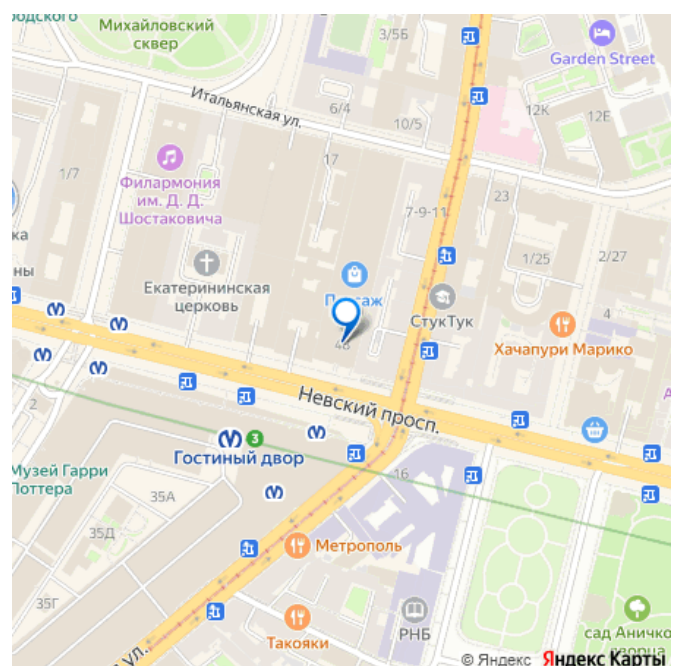 Михайловский
сквер
3/5Б
Garden Street
Итальянская ул.
6/4
10/5
12К
12Е
1/7
17
Филармония
им. Д. Д.
Шостаковича
7-9-11
23
ка
ны
Екатерининская
церковь
1/25
2/27
СтукТук
4
Хачапури Марико
48
Невский просп.
2
3
Гостиный двор
Музей Гарри
Поттера
35А
16
35Д
Метрополь
35Г
Такояки
РНБ
сад Аничко
дворца
ул.
© Яндекс Яндекс Карты